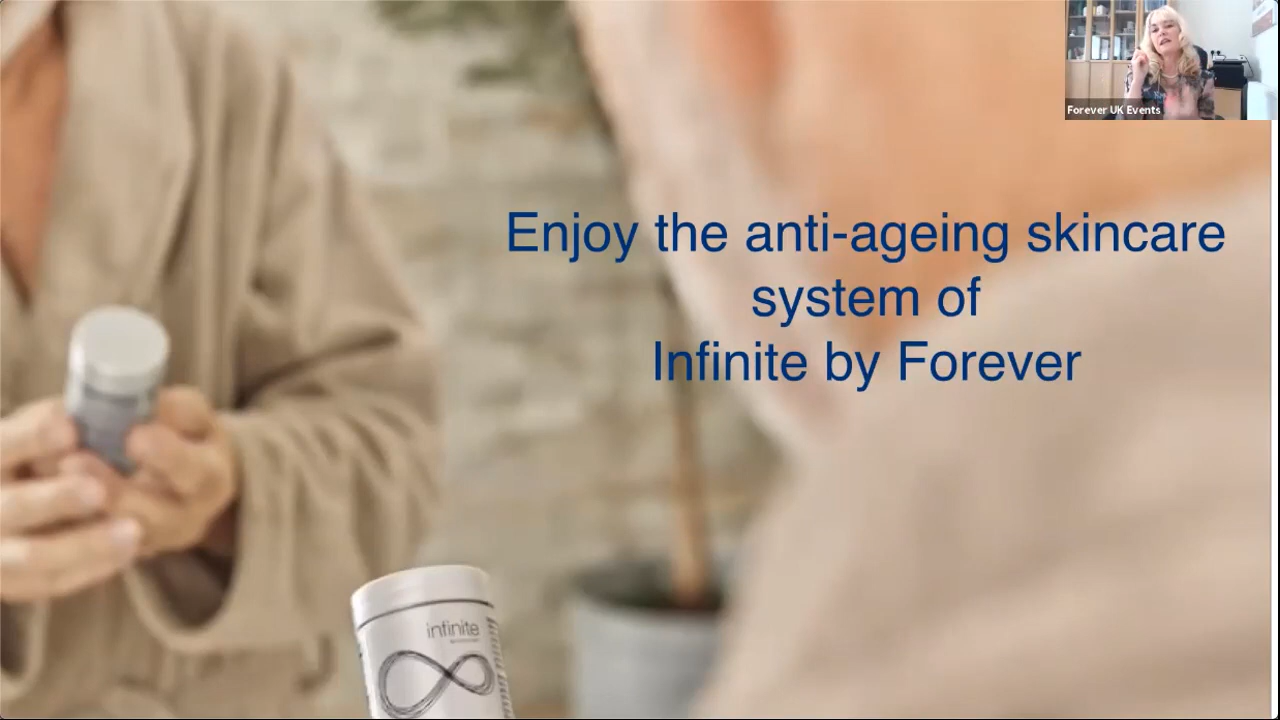 Forever UK Events
Enjoy the anti-ageing skincare
system of
Infinite by Forever
infinite